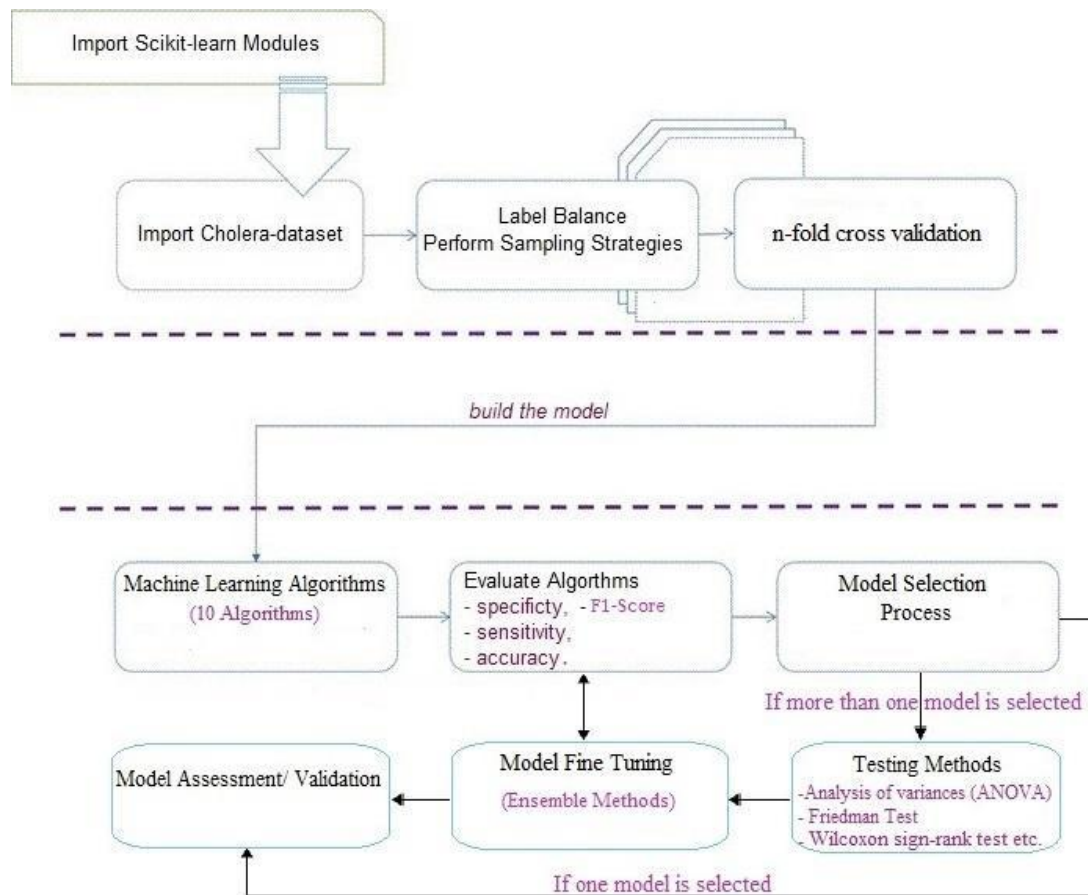 Import Scikit-learn Modules
Import Cholera-dataset
Label Balance
Perform Sampling Strategies
n-fold cross validation
build the model
Machine Learning Algorithms
(10 Algorithms)
Evaluate Algorthms
- specificty, - F1-Score
- sensitivity,
- accuracy.
Model Selection
Process
If more than one model is selected
Model Assessment/ Validation
Model Fine Tuning
(Ensemble Methods)
Testing Methods
-Analysis of variances (ANOVA)
- Friedman Test
- Wilcoxon sign-rank test etc.
If one model is selected